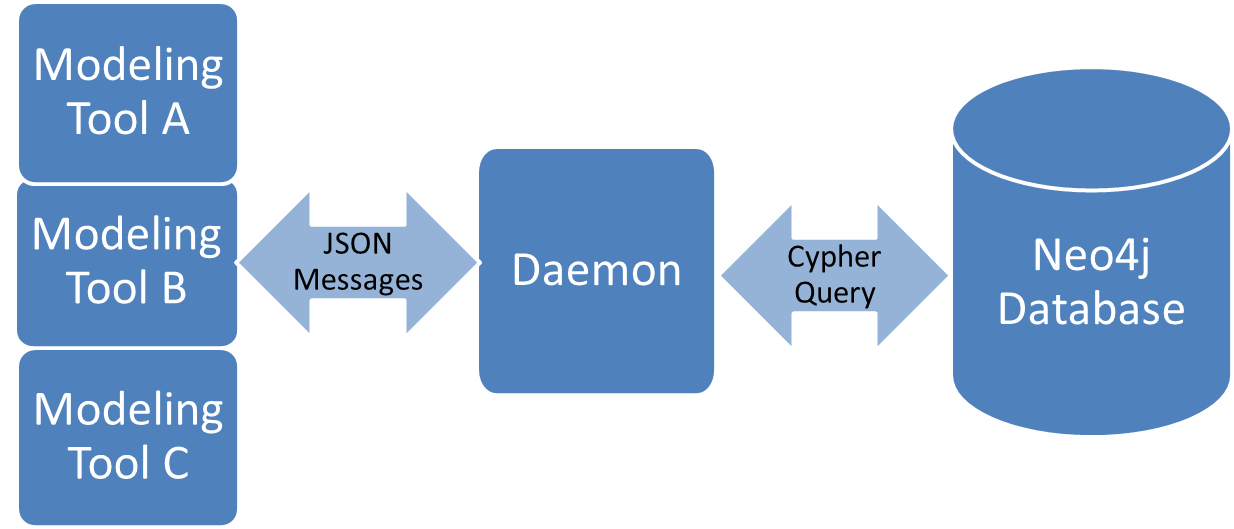 Modeling
Tool A
Modeling
Tool B
Modeling
Tool C
JSON
Messages
Daemon
Cypher
Query
Neo4j
Database